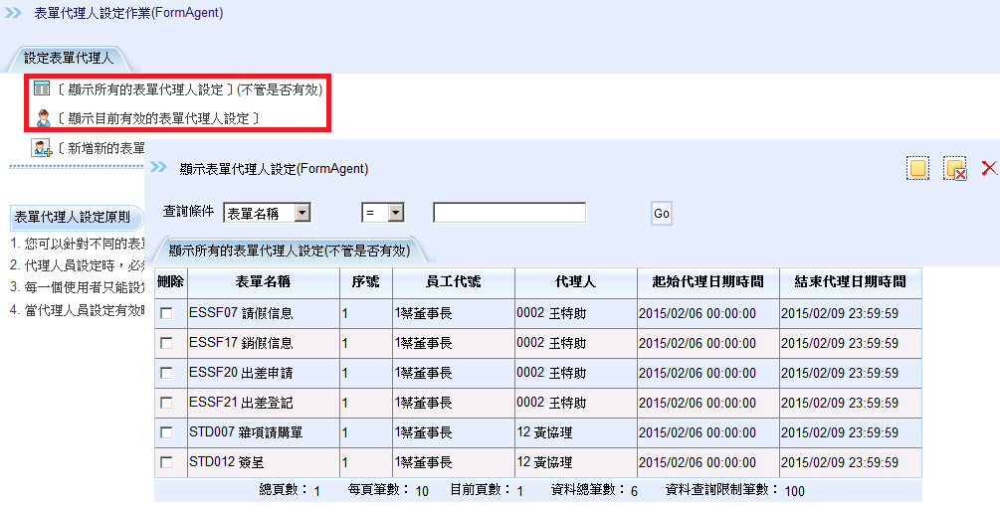 表單代理人設定作業(FormAgent)
設定表單代理人
〔 顯示所有的表單代理人設定 〕(不管是否有效)
〔 顯示目前有效的表單代理人設定 〕
〔 新增新的表單
顯示表單代理人設定(FormAgent)
查詢條件 表單名稱 = Go
表單代理人設定原則
1. 您可以針對不同的表
2. 代理人員設定時，必
3. 每一個使用者只能設
4. 當代理人員設定有效
顯示所有的表單代理人設定(不管是否有效)
刪除 表單名稱 序號 員工代號 代理人 起始代理日期時間 結束代理日期時間
ESSF07 請假信息 1 1蔡董事長 0002 王特助 2015/02/06 00:00:00 2015/02/09 23:59:59
ESSF17 銷假信息 1 1蔡董事長 0002 王特助 2015/02/06 00:00:00 2015/02/09 23:59:59
ESSF20 出差申請 1 1蔡董事長 0002 王特助 2015/02/06 00:00:00 2015/02/09 23:59:59
ESSF21 出差登記 1 1蔡董事長 0002 王特助 2015/02/06 00:00:00 2015/02/09 23:59:59
STD007 雜項請購單 1 1蔡董事長 12 黃協理 2015/02/06 00:00:00 2015/02/09 23:59:59
STD012 簽呈 1 1蔡董事長 12 黃協理 2015/02/06 00:00:00 2015/02/09 23:59:59
總頁數： 1 每頁筆數： 10 目前頁數： 1 資料總筆數： 6 資料查詢限制筆數： 100